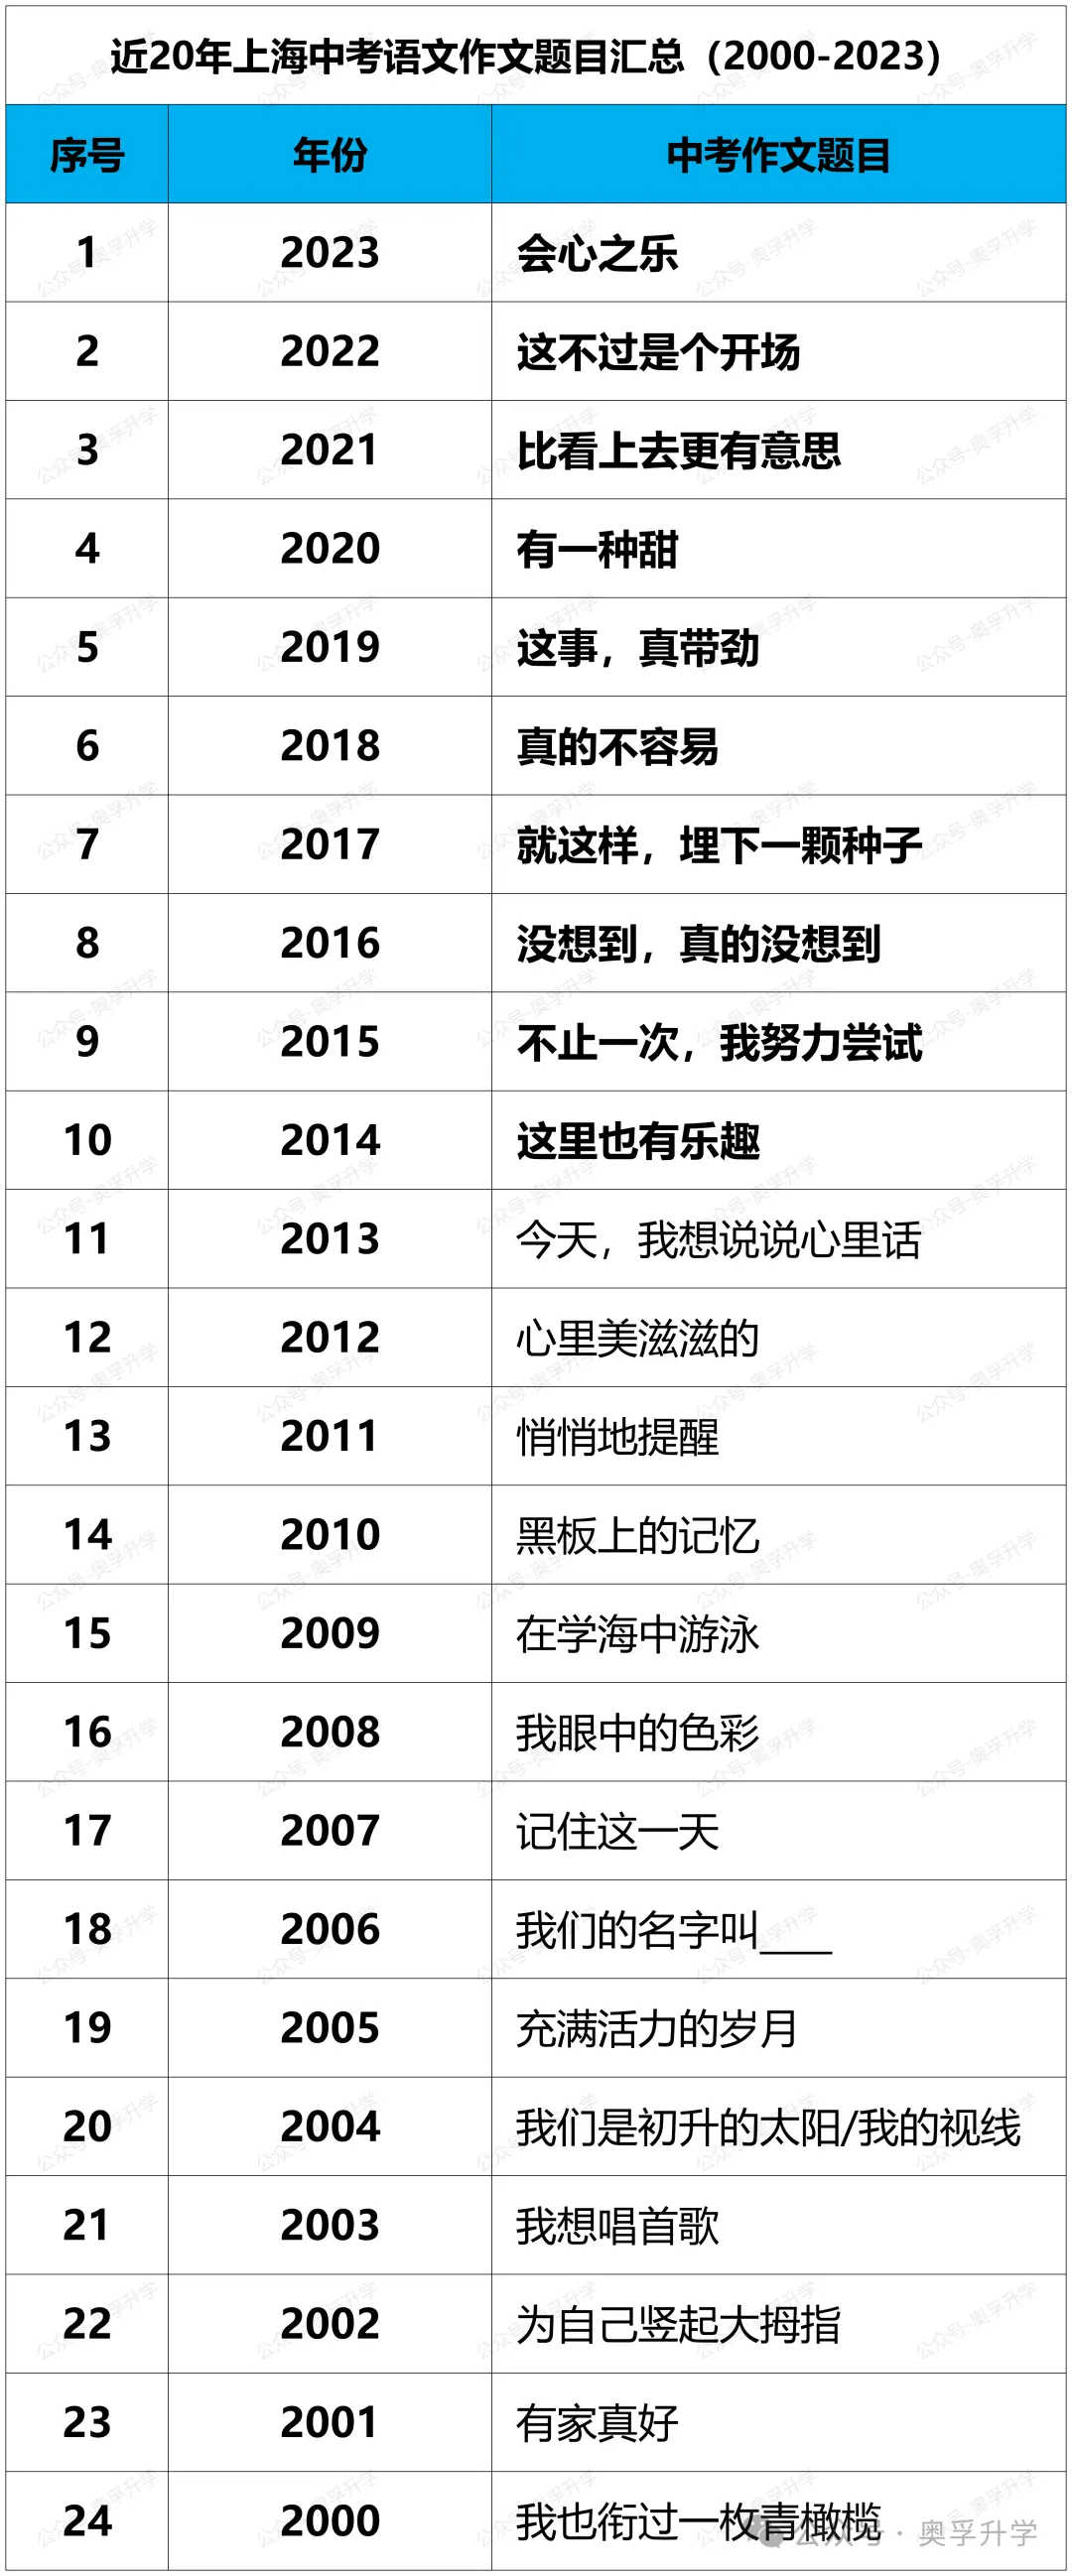 近20年上海中考语文作文题目汇总（2000-2023）
序号 年份 中考作文题目
1 2023 会心之乐
2 2022 这不过是个开场
3 2021 比看上去更有意思
4 2020 有一种甜
5 2019 这事，真带劲
6 2018 真的不容易
7 2017 就这样，埋下一颗种子
8 2016 没想到，真的没想到
9 2015 不止一次，我努力尝试
10 2014 这里也有乐趣
11 2013 今天，我想说说心里话
12 2012 心里美滋滋的
13 2011 悄悄地提醒
14 2010 黑板上的记忆
15 2009 在学海中游泳
16 2008 我眼中的色彩
17 2007 记住这一天
18 2006 我们的名字叫____
19 2005 充满活力的岁月
20 2004 我们是初升的太阳/我的视线
21 2003 我想唱首歌
22 2002 为自己竖起大拇指
23 2001 有家真好
24 2000 我也衔过一枚青橄榄
公众号·奥孚升学